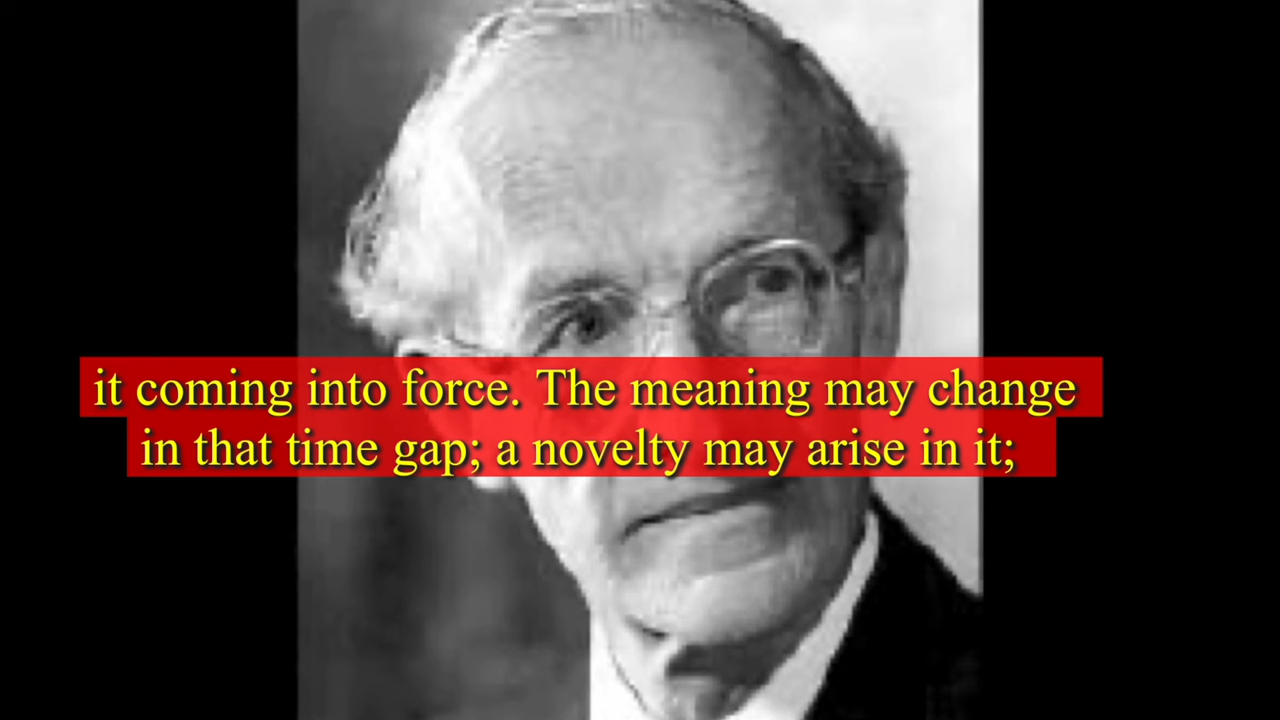 it coming into force. The meaning may change
in that time gap; a novelty may arise in it;